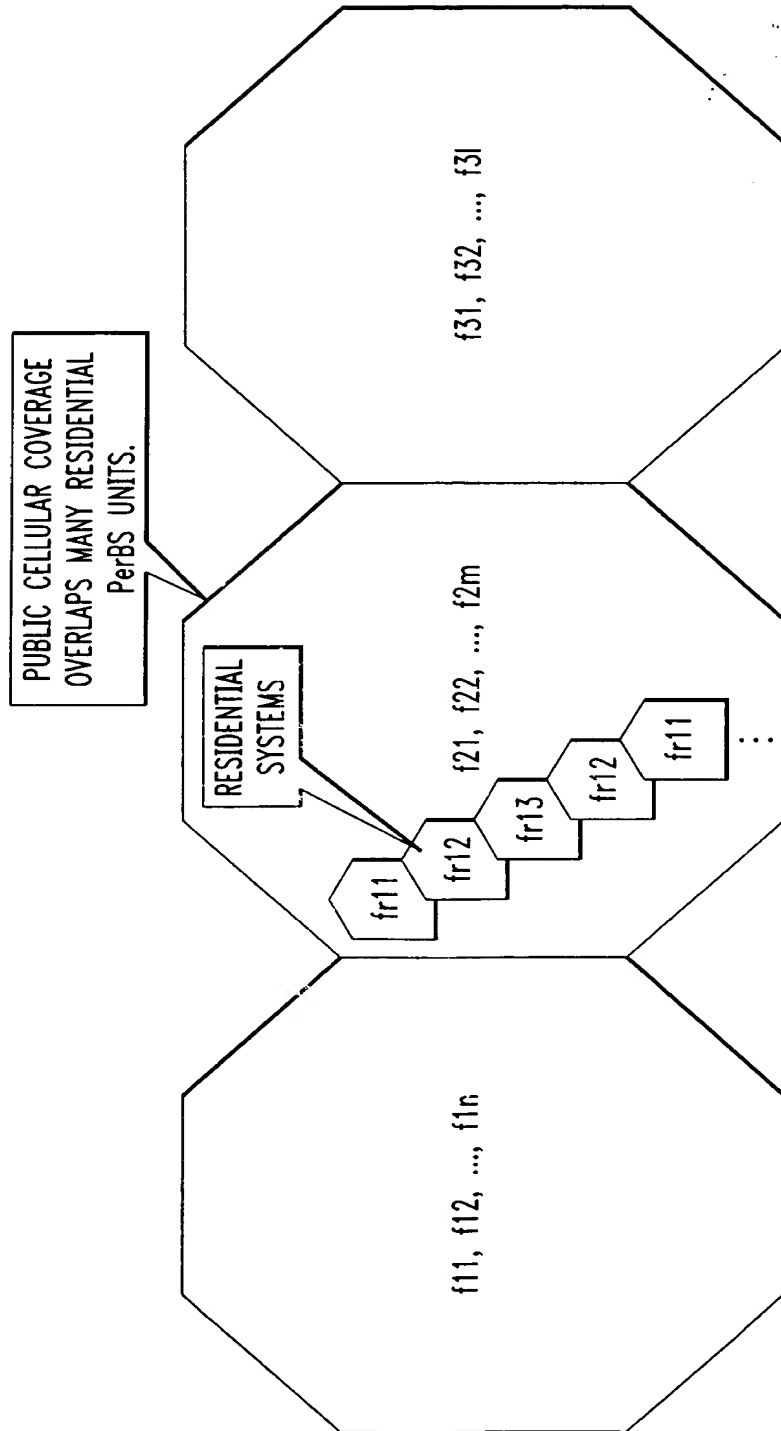 PUBLIC CELLULAR COVERAGE
OVERLAPS MANY RESIDENTIAL
PerBS UNITS.
RESIDENTIAL
SYSTEMS
f11, f12, ..., f1n
f21, f22, ..., f2m
f31, f32, ..., f3l
fr11
fr12
fr13
fr12
fr11
...